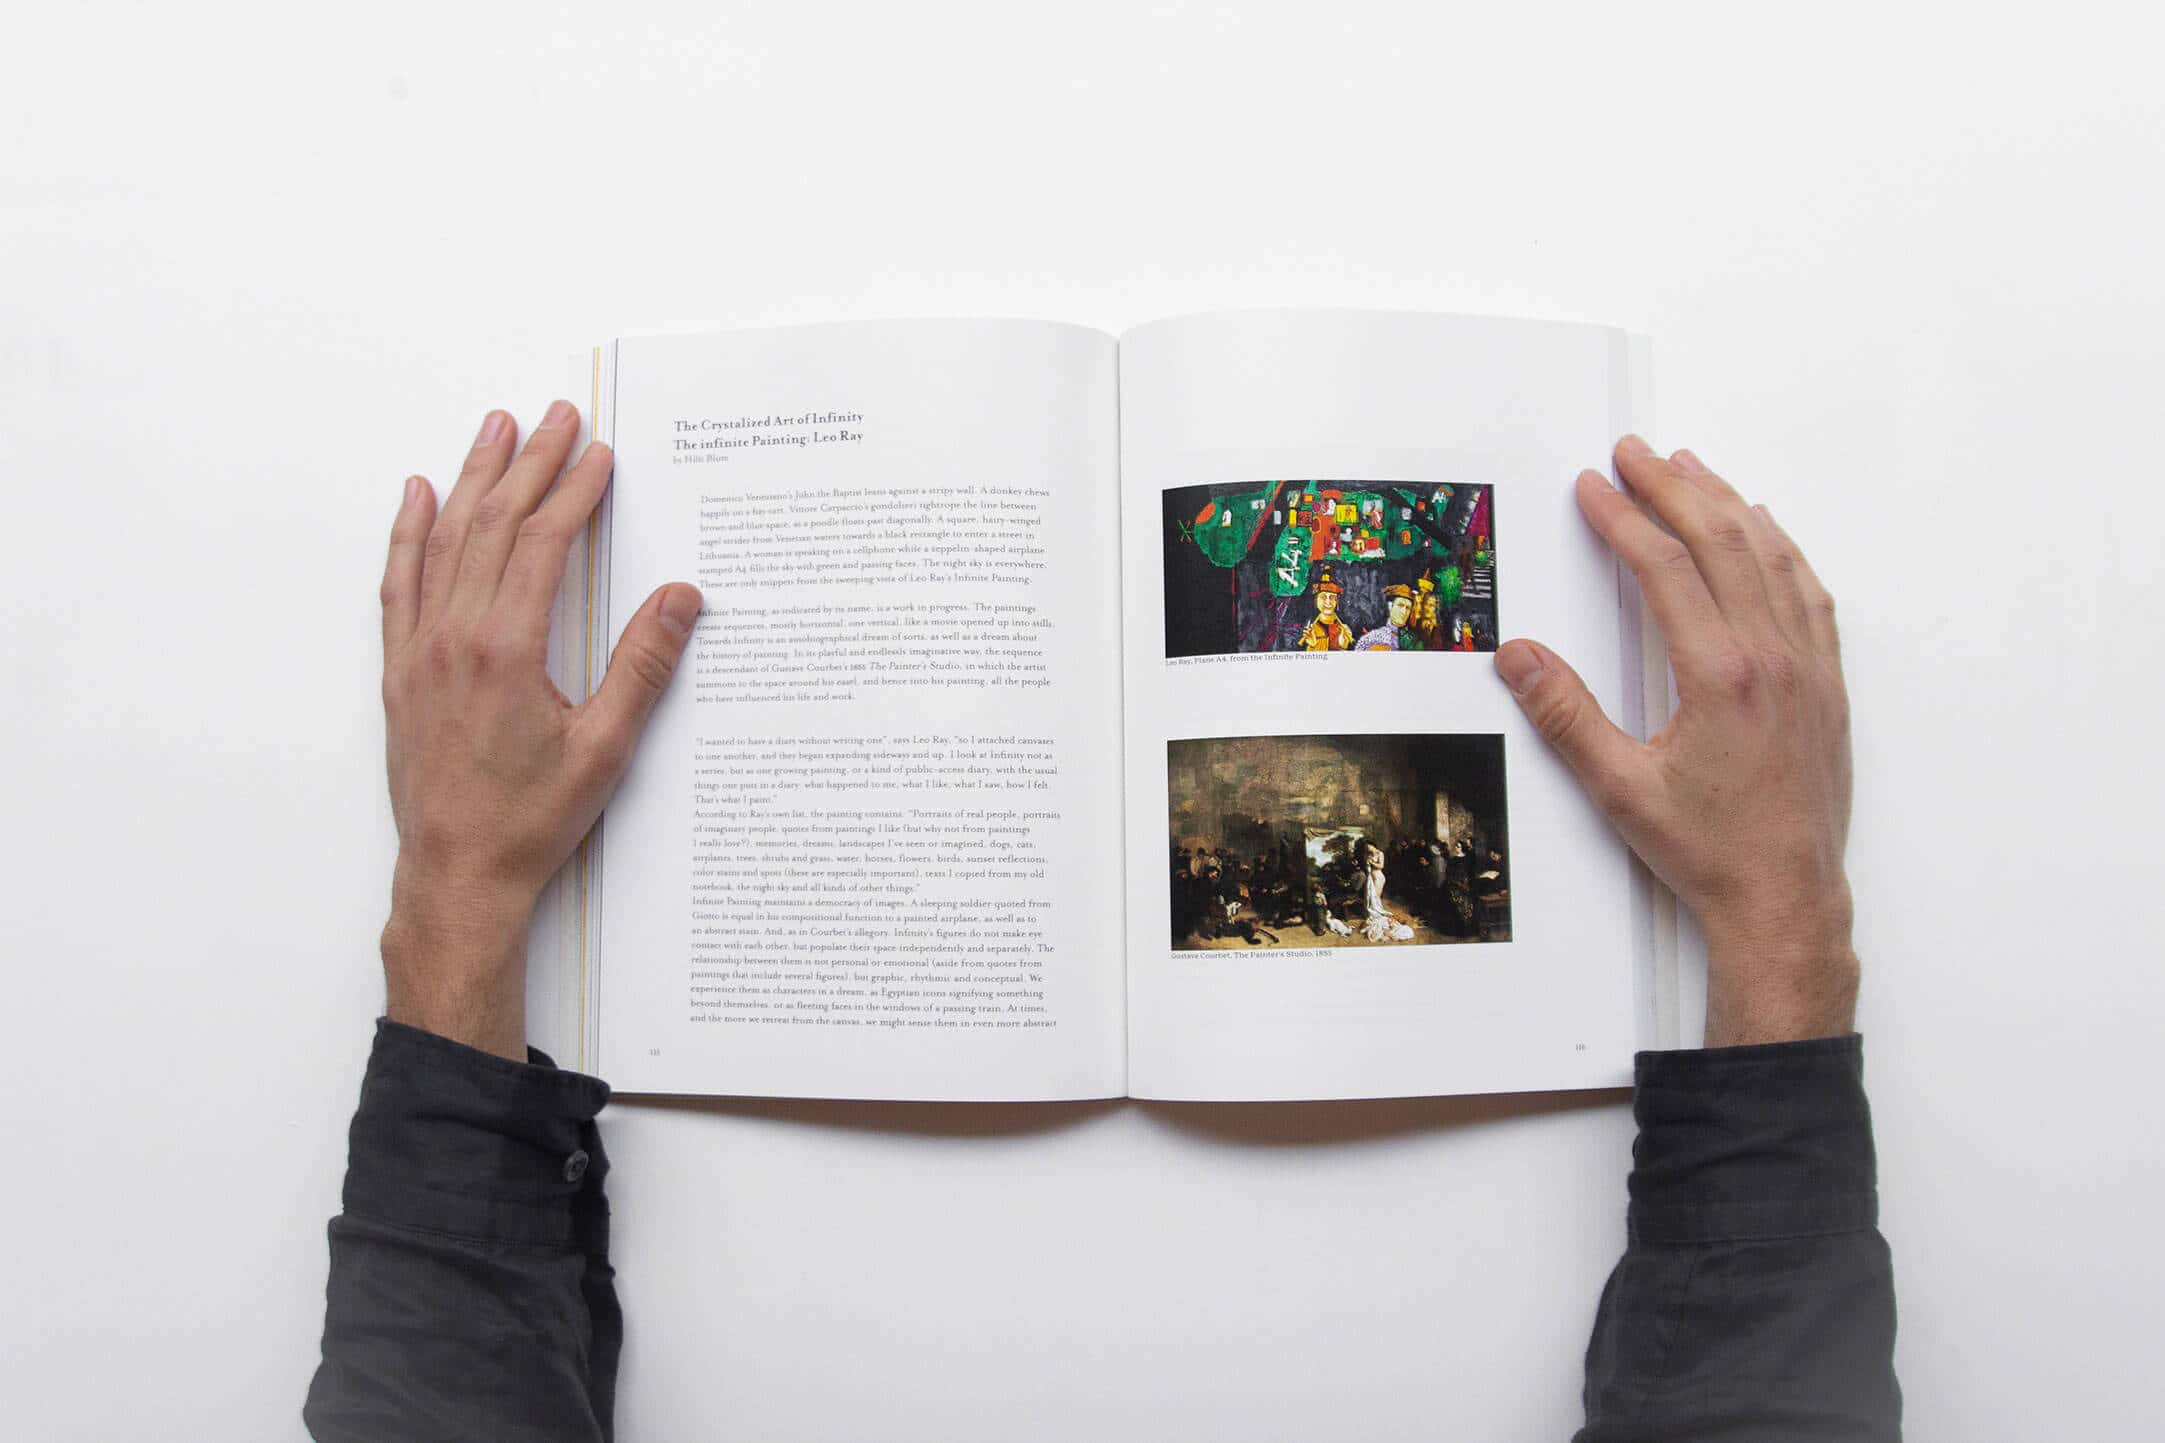 The Crystalized Art of Infinity
The infinite Painting: Leo Ray
by Hilit Blum
Domenico Veneziano's John the Baptist leans against a stripy wall. A donkey chews
happily on a hay-cart. Vittore Carpaccio's gondolieri tightrope the line between
brown and blue space, as a poodle floats past diagonally. A square, hairy-winged
angel strides from Venetian waters towards a black rectangle to enter a street in
Lithuania. A woman is speaking on a cellphone while a zeppelin-shaped airplane
stamped A4 fills the sky with green and passing faces. The night sky is everywhere.
These are only snippets from the sweeping vista of Leo Ray's Infinite Painting.
Infinite Painting, as indicated by its name, is a work in progress. The paintings
create sequences, mostly horizontal, one vertical, like a movie opened up into stills.
Towards Infinity is an autobiographical dream of sorts, as well as a dream about
the history of painting. In its playful and endlessly imaginative way, the sequence
is a descendant of Gustave Courbet's 1855 The Painter's Studio, in which the artist
summons to the space around his easel, and hence into his painting, all the people
who have influenced his life and work.
"I wanted to have a diary without writing one", says Leo Ray, "so I attached canvases
to one another, and they began expanding sideways and up. I look at Infinity not as
a series, but as one growing painting, or a kind of public-access diary, with the usual
things one puts in a diary: what happened to me, what I like, what I saw, how I felt.
That's what I paint."
According to Ray's own list, the painting contains: "Portraits of real people, portraits
of imaginary people, quotes from paintings I like (but why not from paintings
I really love?), memories, dreams, landscapes I've seen or imagined, dogs, cats,
airplanes, trees, shrubs and grass, water, horses, flowers, birds, sunset reflections,
color stains and spots (these are especially important), texts I copied from my old
notebook, the night sky and all kinds of other things."
Infinite Painting maintains a democracy of images. A sleeping soldier quoted from
Giotto is equal in his compositional function to a painted airplane, as well as to
an abstract stain. And, as in Courbet's allegory, Infinity's figures do not make eye
contact with each other, but populate their space independently and separately. The
relationship between them is not personal or emotional (aside from quotes from
paintings that include several figures), but graphic, rhythmic and conceptual. We
experience them as characters in a dream, as Egyptian icons signifying something
beyond themselves, or as fleeting faces in the windows of a passing train. At times,
and the more we retreat from the canvas, we might sense them in even more abstract
A4
A4
Leo Ray, Plane A4, from the Infinite Painting
Gustave Courbet, The Painter's Studio, 1855
116